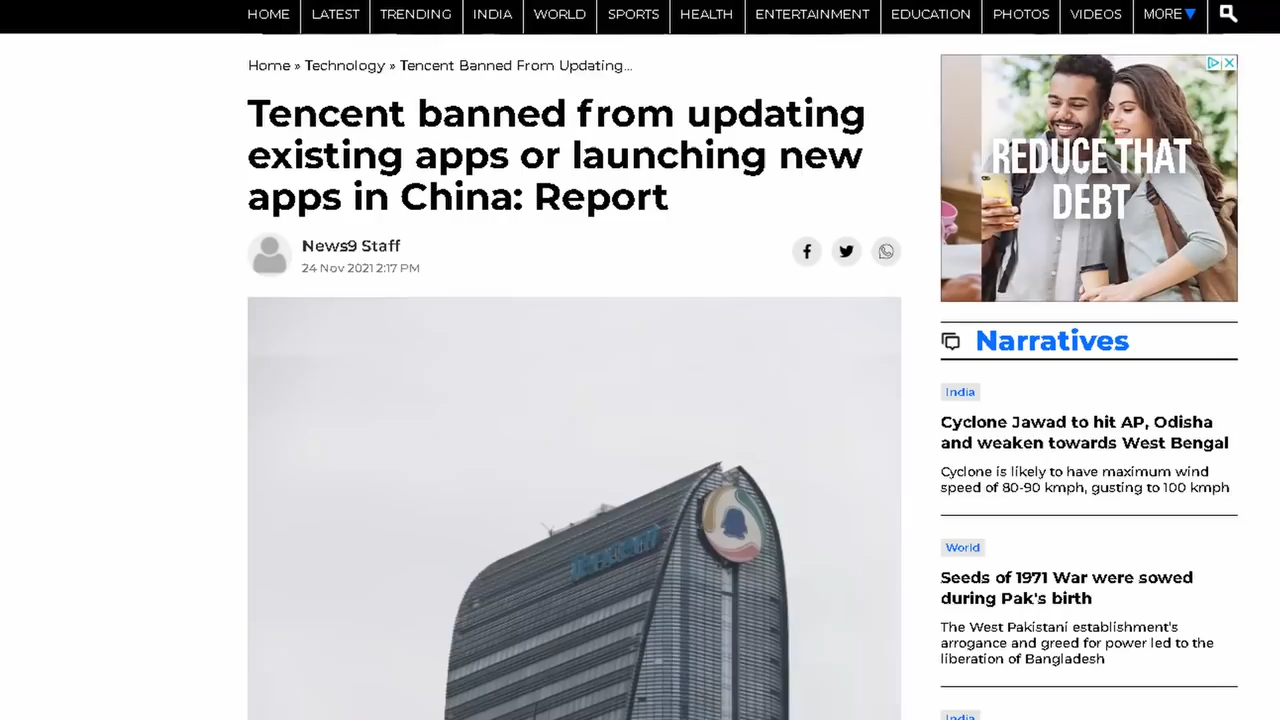 HOME LATEST TRENDING INDIA WORLD SPORTS HEALTH ENTERTAINMENT EDUCATION PHOTOS VIDEOS MORE▼
Home » Technology » Tencent Banned From Updating...
Tencent banned from updating
existing apps or launching new
apps in China: Report
News9 Staff
24 Nov 2021 2:17 PM
Tencent
REDUCE THAT
DEBT
Narratives
India
Cyclone Jawad to hit AP, Odisha
and weaken towards West Bengal
Cyclone is likely to have maximum wind
speed of 80-90 kmph, gusting to 100 kmph
World
Seeds of 1971 War were sowed
during Pak's birth
The West Pakistani establishment's
arrogance and greed for power led to the
liberation of Bangladesh
India